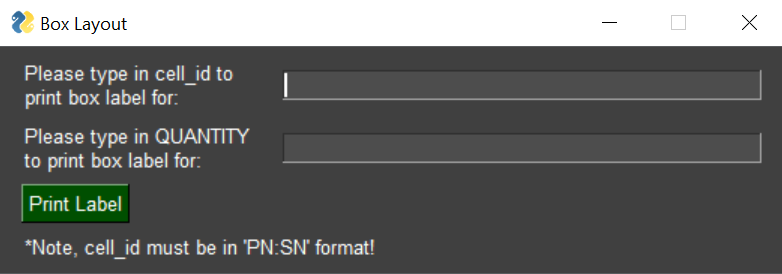 Box Layout
Please type in cell_id to
print box label for:
Please type in QUANTITY
to print box label for:
Print Label
*Note, cell_id must be in 'PN:SN' format!